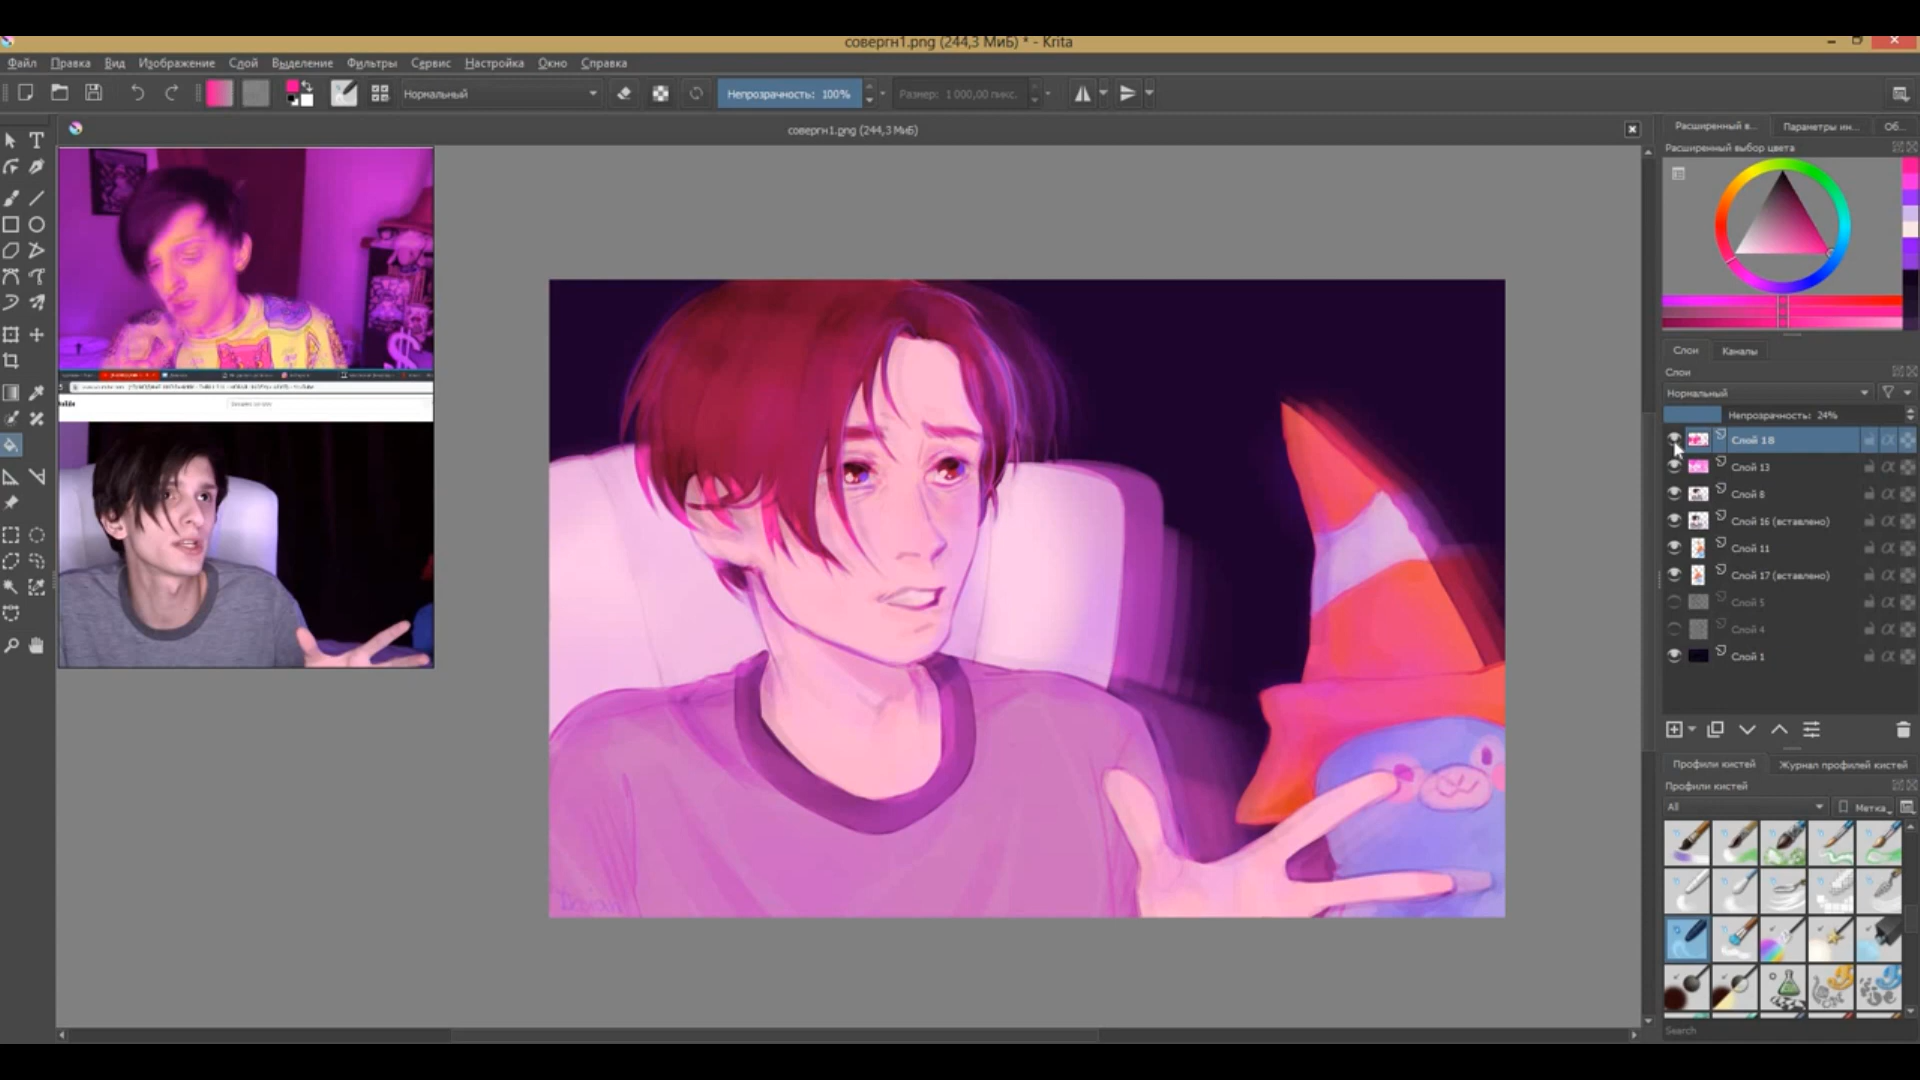 совергн1.png (244,3 МиБ) * - Krita
Файл Правка Вид Изображение Слой Выделение Фильтры Сервис Настройка Окно Справка
Нормальный Непрозрачность: 100% Размер: 1 000,00 пикс.
совергн1.png (244,3 МиБ)
Расширенный в... Параметры ин... Об...
Расширенный выбор цвета
Слои Каналы
Слои
Нормальный
Непрозрачность: 24%
Слой 18
Слой 13
Слой 8
Слой 16 (вставлено)
Слой 11
Слой 17 (вставлено)
Слой 5
Слой 4
Слой 1
Профили кистей Журнал профилей кистей
Профили кистей
All Метка
Search
$